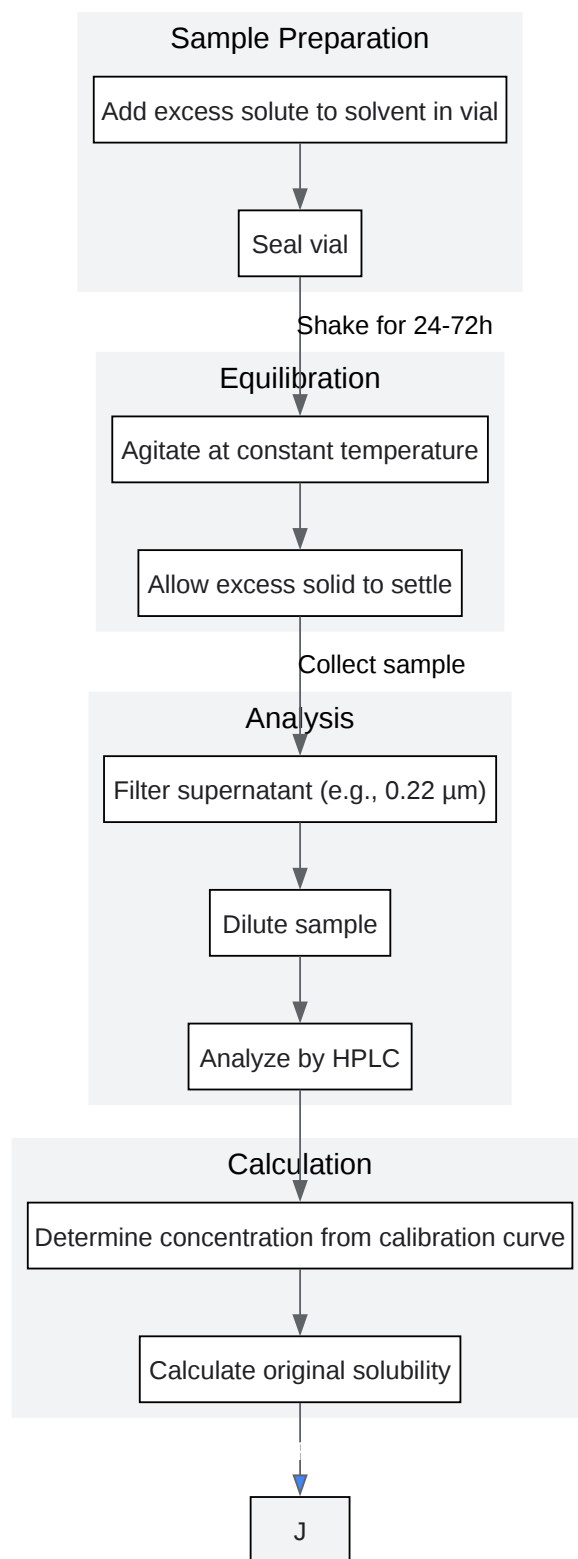 Sample Preparation
Add excess solute to solvent in vial
Seal vial
Shake for 24-72h
Equilibration
Agitate at constant temperature
Allow excess solid to settle
Collect sample
Analysis
Filter supernatant (e.g., 0.22 µm)
Dilute sample
Analyze by HPLC
Calculation
Determine concentration from calibration curve
Calculate original solubility
J